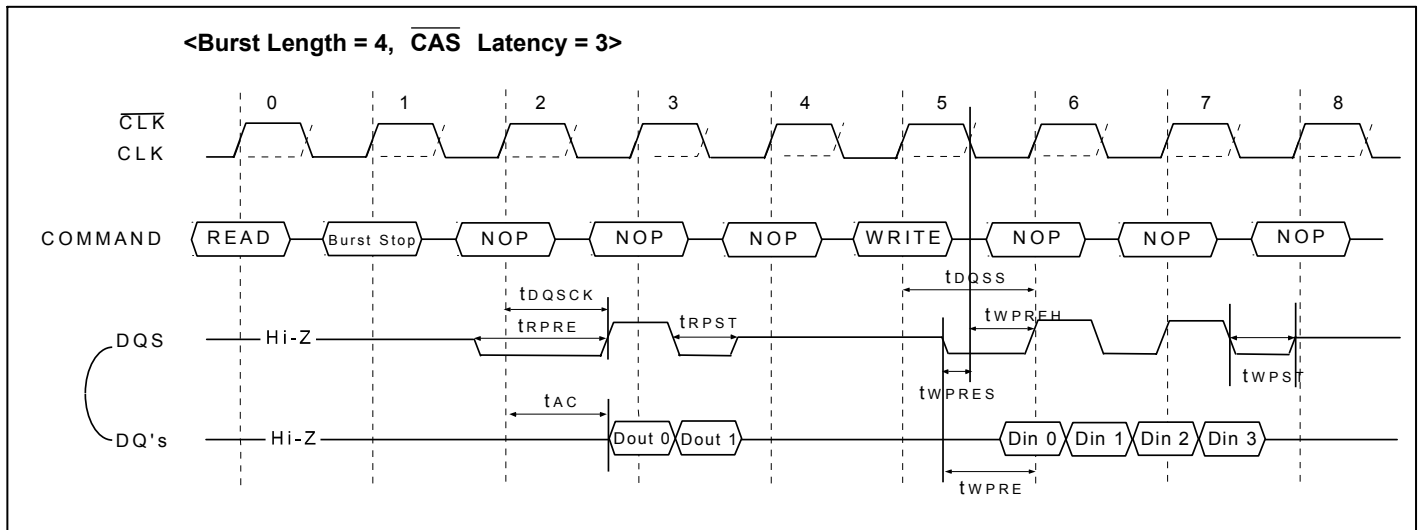 <Burst Length = 4, CAS Latency = 3>
0 1 2 3 4 5 6 7 8
CLK
CLK
COMMAND READ Burst Stop NOP NOP NOP WRITE NOP NOP NOP
tDQSS
tDQSCK
tRPRE tRPST tWPREH
DQS Hi-Z
tWPRES tWPST
tAC
DQ's Hi-Z Dout 0 Dout 1 Din 0 Din 1 Din 2 Din 3
tWPRE